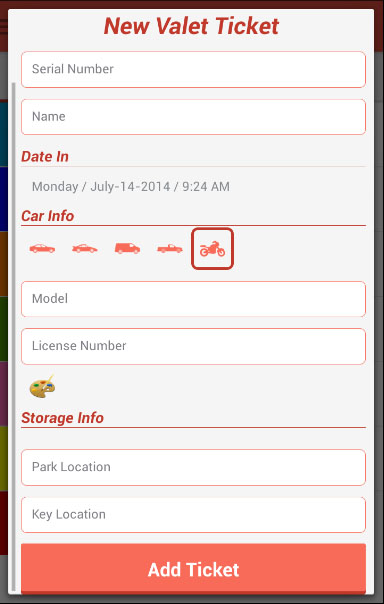 New Valet Ticket
Serial Number
Name
Date In
Monday / July-14-2014 / 9:24 AM
Car Info
Model
License Number
Storage Info
Park Location
Key Location
Add Ticket